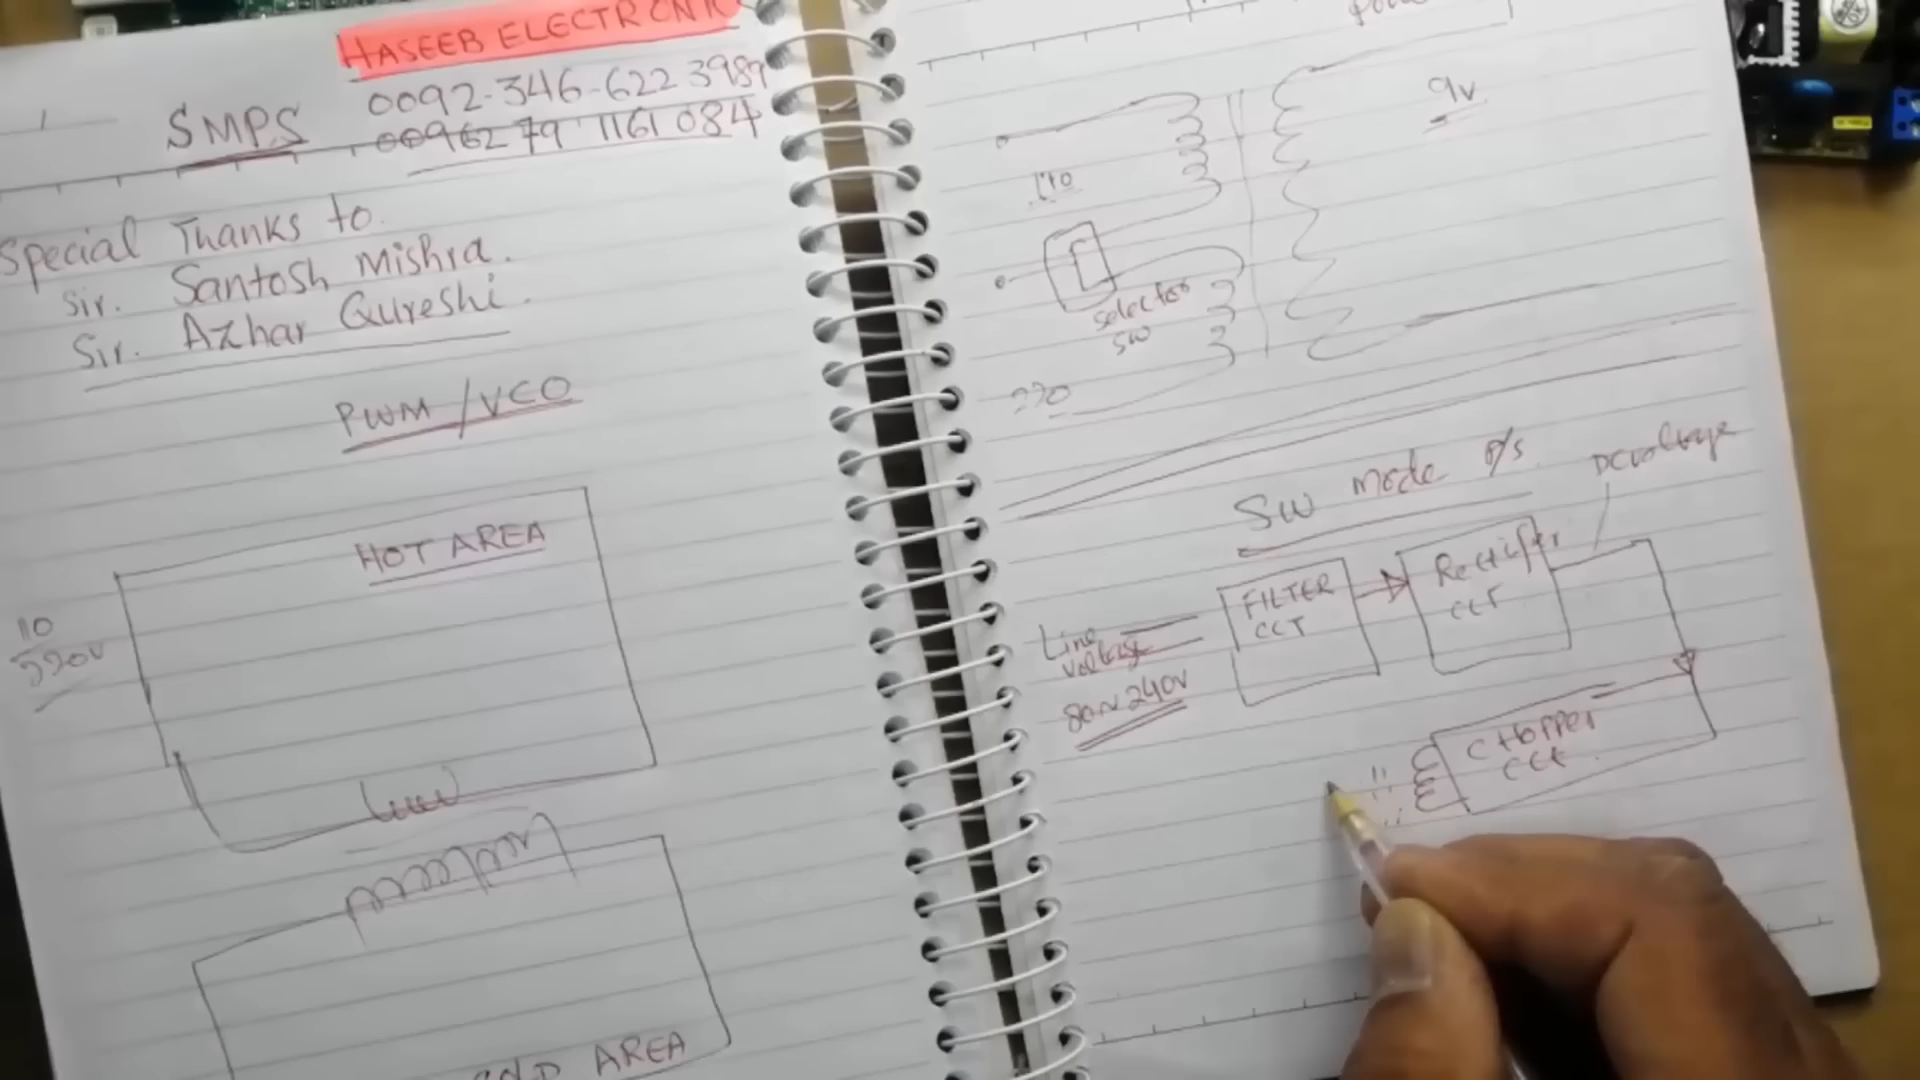 HASEEB ELECTRONI
SMPS
0092-346-622 3989
00962 79 1161 084
Special Thanks to.
Sir. Santosh Mishra.
Sir. Azhar Qureshi.
PWM/VCO
HOT AREA
110
220V
AREA
9v
110
selector
SW
220
SW mode P/S
DC voltage
FILTER
CCT
Rectifier
CCT
Line
voltage
80~240V
CHopper
CCt.